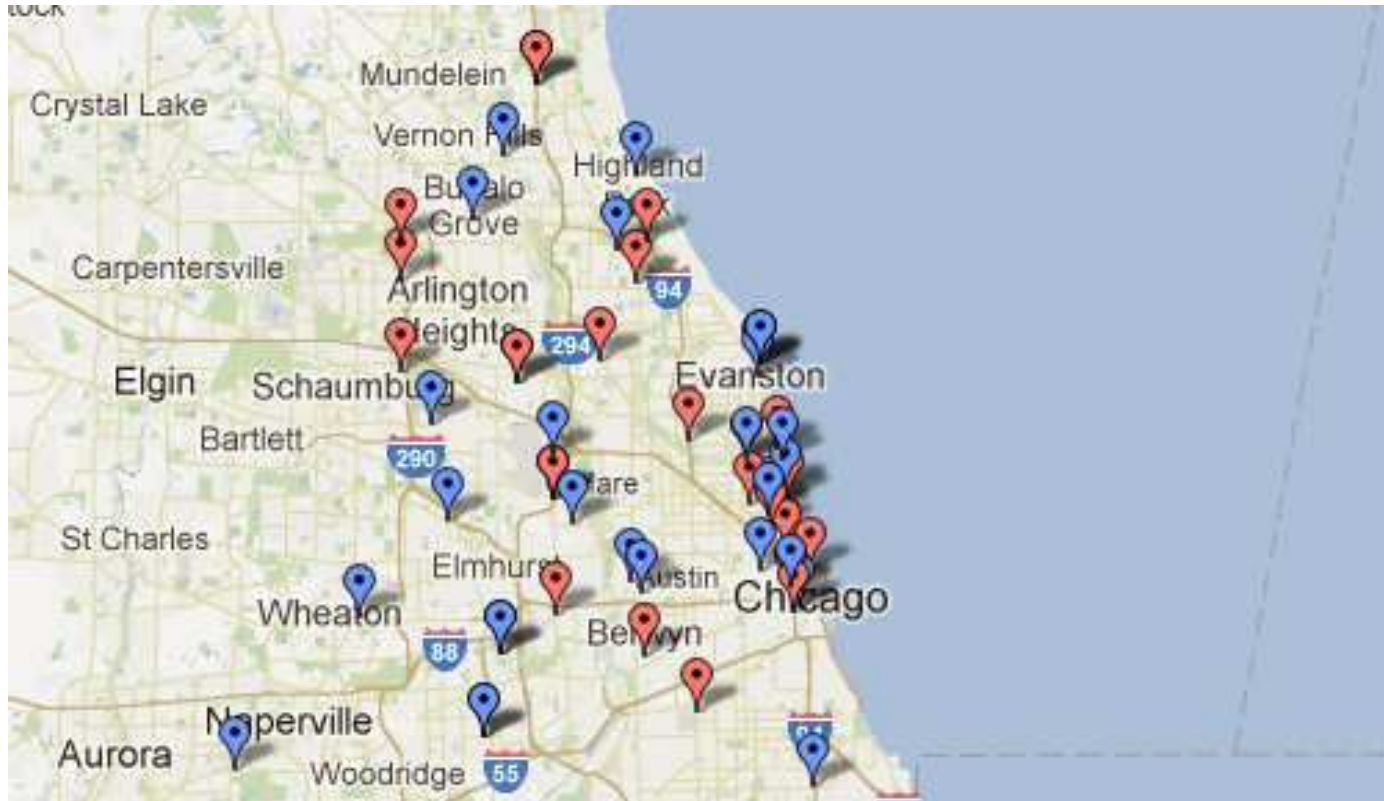 Mundelein
Crystal Lake
Vernon Hills
Highland
Buffalo
Grove
Carpentersville
Arlington
Heights
94
294
Elgin
Schaumburg
Evanston
Bartlett
290
St Charles
Elmhurst
Austin
Chicago
Wheaton
Berwyn
88
Naperville
Aurora
Woodridge
55